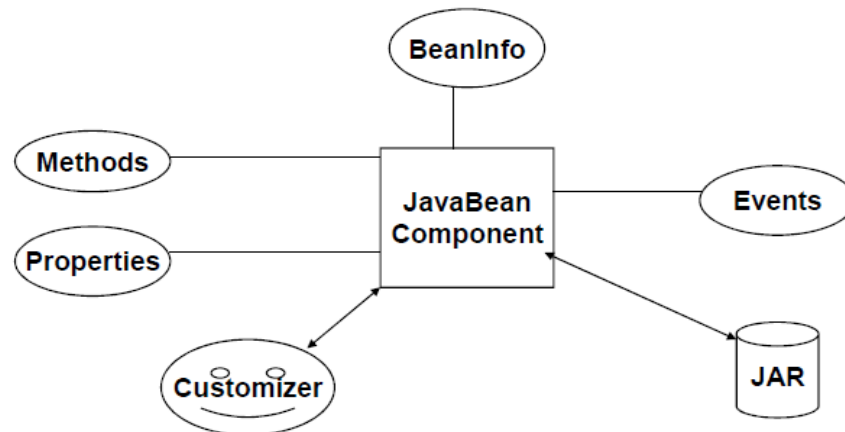 BeanInfo
Methods
JavaBean
Component
Events
Properties
Customizer
JAR